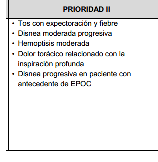 PRIORIDAD II
• Tos con expectoración y fiebre
• Disnea moderada progresiva
• Hemoptisis moderada
• Dolor torácico relacionado con la
inspiración profunda
• Disnea progresiva en paciente con
antecedente de EPOC